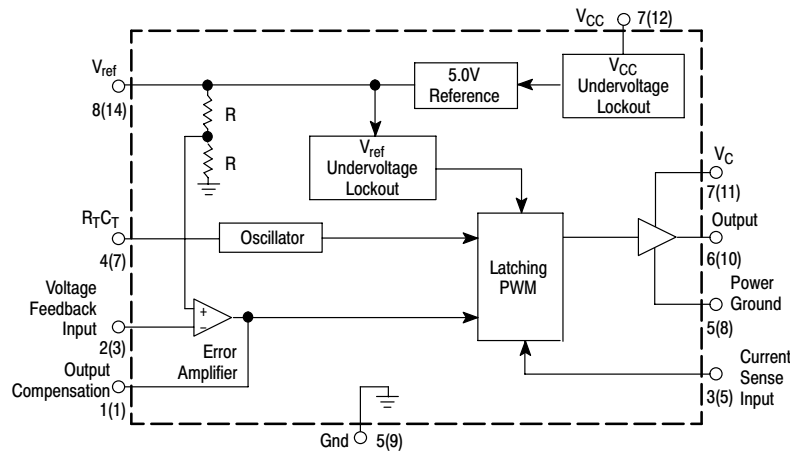 VCC 7(12)
Vref
8(14)
5.0V
Reference
VCC
Undervoltage
Lockout
R
R
Vref
Undervoltage
Lockout
VC
7(11)
RTCT
4(7)
Oscillator
Latching
PWM
Output
6(10)
Voltage
Feedback
Input
2(3)
+
–
Error
Amplifier
Power
Ground
5(8)
Output
Compensation
1(1)
Current
Sense
Input
3(5)
Gnd 5(9)